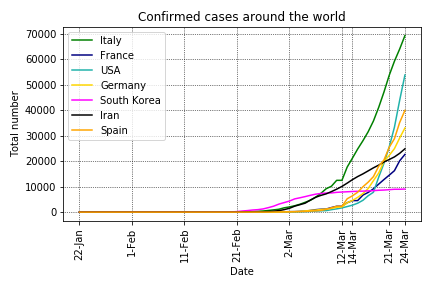 Confirmed cases around the world
Total number
70000
60000
50000
40000
30000
20000
10000
0
Italy
France
USA
Germany
South Korea
Iran
Spain
22-Jan
1-Feb
11-Feb
21-Feb
2-Mar
12-Mar
14-Mar
21-Mar
24-Mar
Date